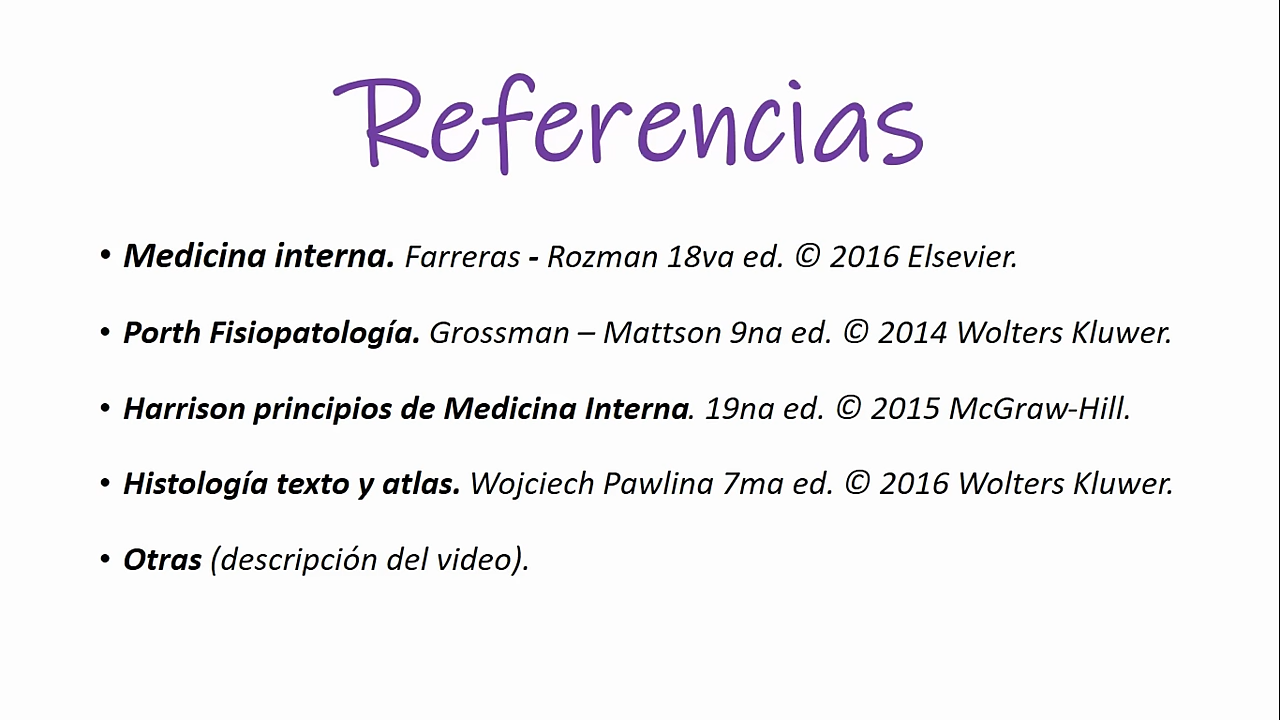 Referencias
• Medicina interna. Farreras - Rozman 18va ed. © 2016 Elsevier.
• Porth Fisiopatología. Grossman – Mattson 9na ed. © 2014 Wolters Kluwer.
• Harrison principios de Medicina Interna. 19na ed. © 2015 McGraw-Hill.
• Histología texto y atlas. Wojciech Pawlina 7ma ed. © 2016 Wolters Kluwer.
• Otras (descripción del video).